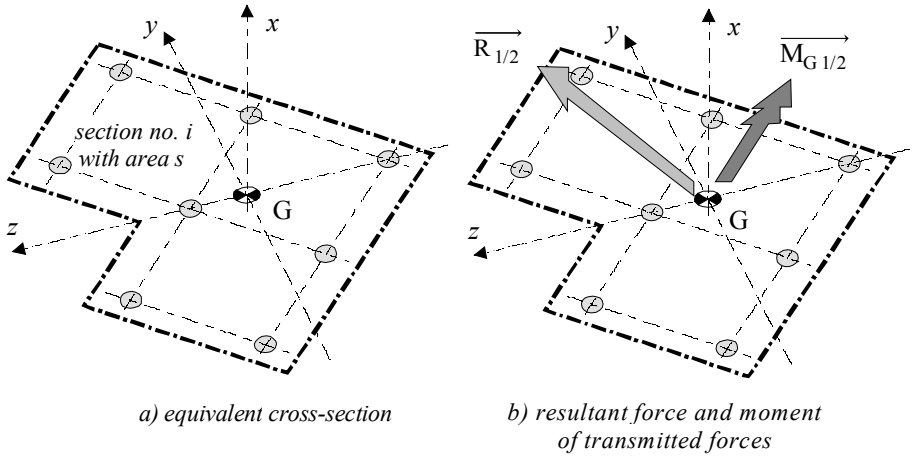 x
y
section no. i
with area s
G
z
a) equivalent cross-section
R 1/2
y
x
M G 1/2
G
z
b) resultant force and moment
of transmitted forces